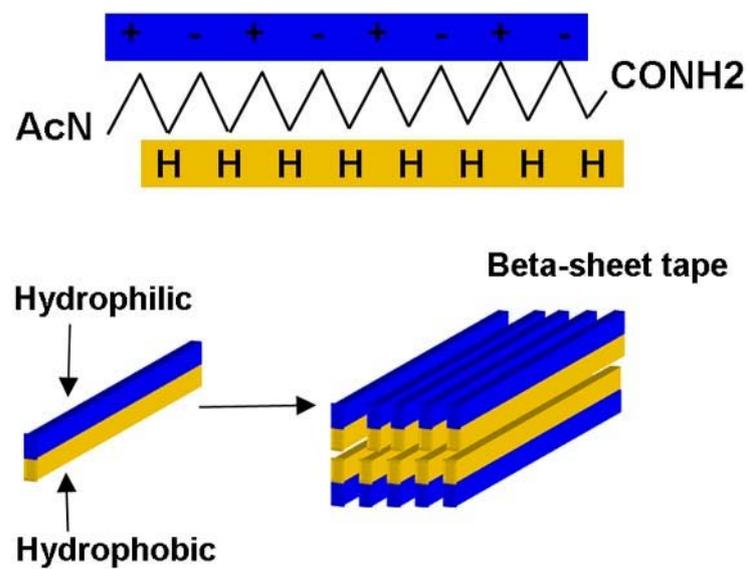 + - + - + - + -
AcN
CONH2
H H H H H H H H
Beta-sheet tape
Hydrophilic
Hydrophobic